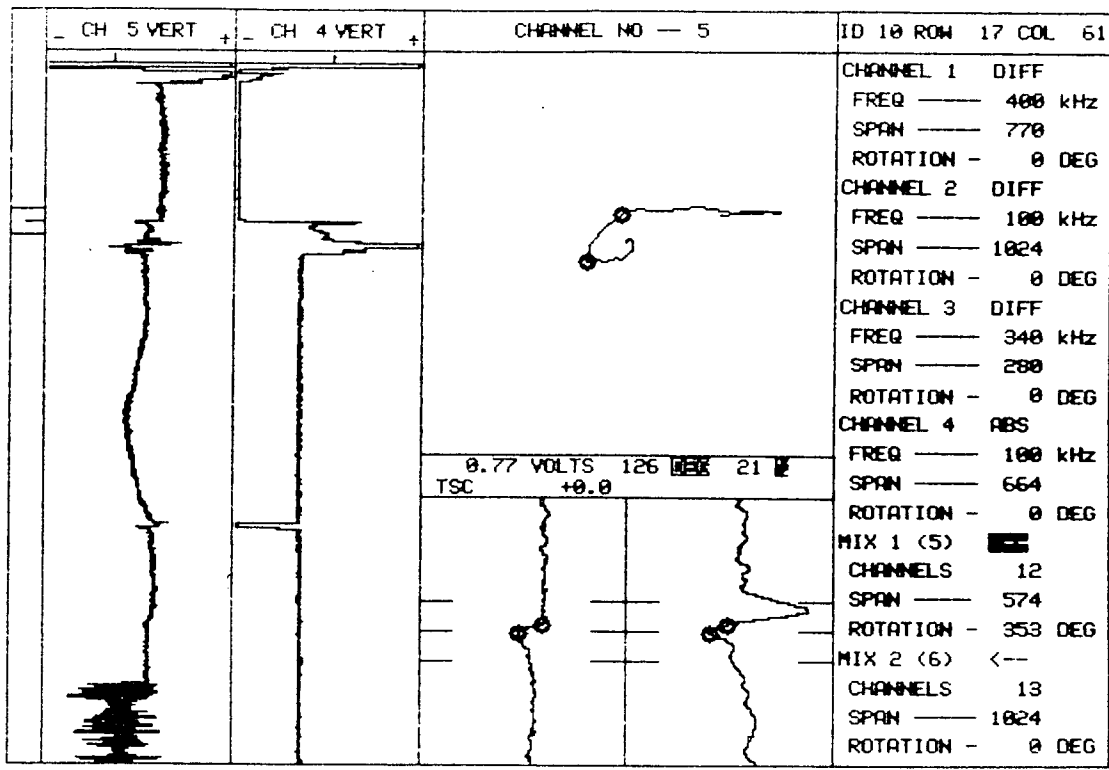 _ CH 5 VERT +
_ CH 4 VERT +
CHANNEL NO -- 5
ID 10 ROW 17 COL 61
CHANNEL 1 DIFF
FREQ ----- 400 kHz
SPAN ----- 770
ROTATION - 0 DEG
CHANNEL 2 DIFF
FREQ ----- 100 kHz
SPAN ----- 1024
ROTATION - 0 DEG
CHANNEL 3 DIFF
FREQ ----- 340 kHz
SPAN ----- 280
ROTATION - 0 DEG
CHANNEL 4 ABS
FREQ ----- 100 kHz
SPAN ----- 664
ROTATION - 0 DEG
MIX 1 (5)
CHANNELS 12
SPAN ----- 574
ROTATION - 353 DEG
MIX 2 (6) <--
CHANNELS 13
SPAN ----- 1024
ROTATION - 0 DEG
0.77 VOLTS 126 21
TSC +0.0